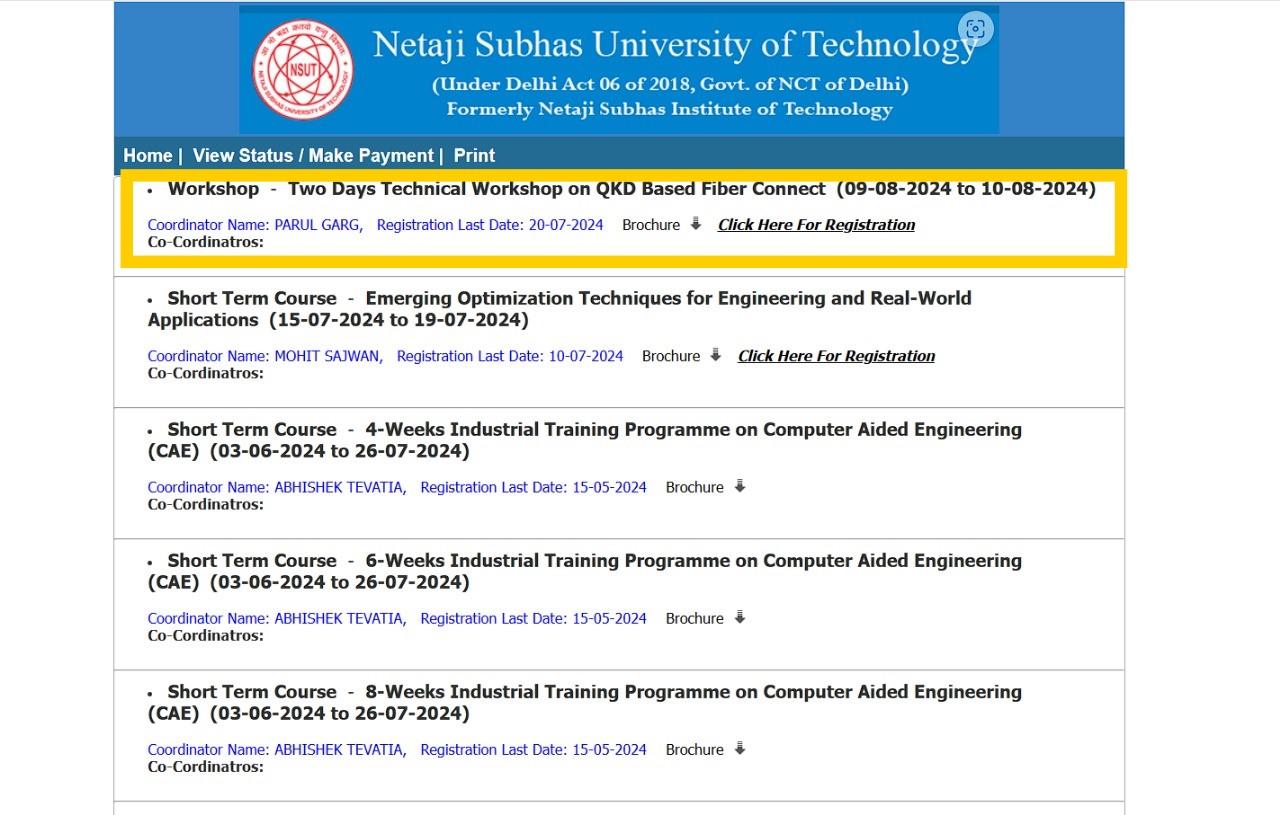 Netaji Subhas University of Technology
(Under Delhi Act 06 of 2018, Govt. of NCT of Delhi)
Formerly Netaji Subhas Institute of Technology
NSUT
NETAJI SUBHAS UNIVERSITY OF TECHNOLOGY
Home | View Status / Make Payment | Print
• Workshop - Two Days Technical Workshop on QKD Based Fiber Connect (09-08-2024 to 10-08-2024)
Coordinator Name: PARUL GARG, Registration Last Date: 20-07-2024 Brochure Click Here For Registration
Co-Cordinatros:
• Short Term Course - Emerging Optimization Techniques for Engineering and Real-World
Applications (15-07-2024 to 19-07-2024)
Coordinator Name: MOHIT SAJWAN, Registration Last Date: 10-07-2024 Brochure Click Here For Registration
Co-Cordinatros:
• Short Term Course - 4-Weeks Industrial Training Programme on Computer Aided Engineering
(CAE) (03-06-2024 to 26-07-2024)
Coordinator Name: ABHISHEK TEVATIA, Registration Last Date: 15-05-2024 Brochure
Co-Cordinatros:
• Short Term Course - 6-Weeks Industrial Training Programme on Computer Aided Engineering
(CAE) (03-06-2024 to 26-07-2024)
Coordinator Name: ABHISHEK TEVATIA, Registration Last Date: 15-05-2024 Brochure
Co-Cordinatros:
• Short Term Course - 8-Weeks Industrial Training Programme on Computer Aided Engineering
(CAE) (03-06-2024 to 26-07-2024)
Coordinator Name: ABHISHEK TEVATIA, Registration Last Date: 15-05-2024 Brochure
Co-Cordinatros: